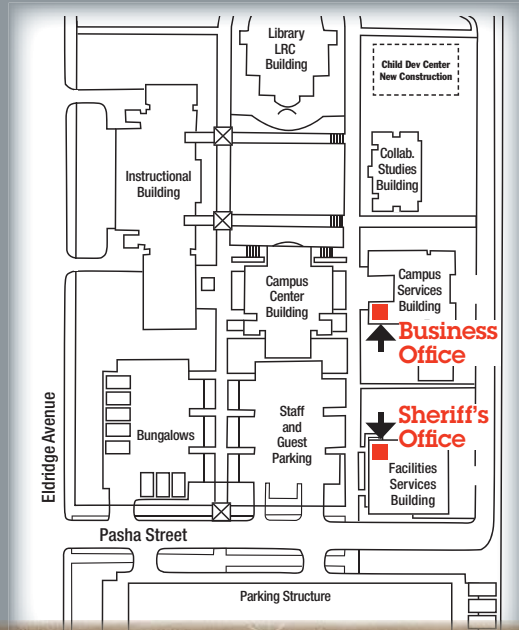 Library
LRC
Building
Child Dev Center
New Construction
Collab.
Studies
Building
Instructional
Building
Campus
Center
Building
Campus
Services
Building
Business
Office
Eldridge Avenue
Bungalows
Staff
and
Guest
Parking
Sheriff's
Office
Facilities
Services
Building
Pasha Street
Parking Structure